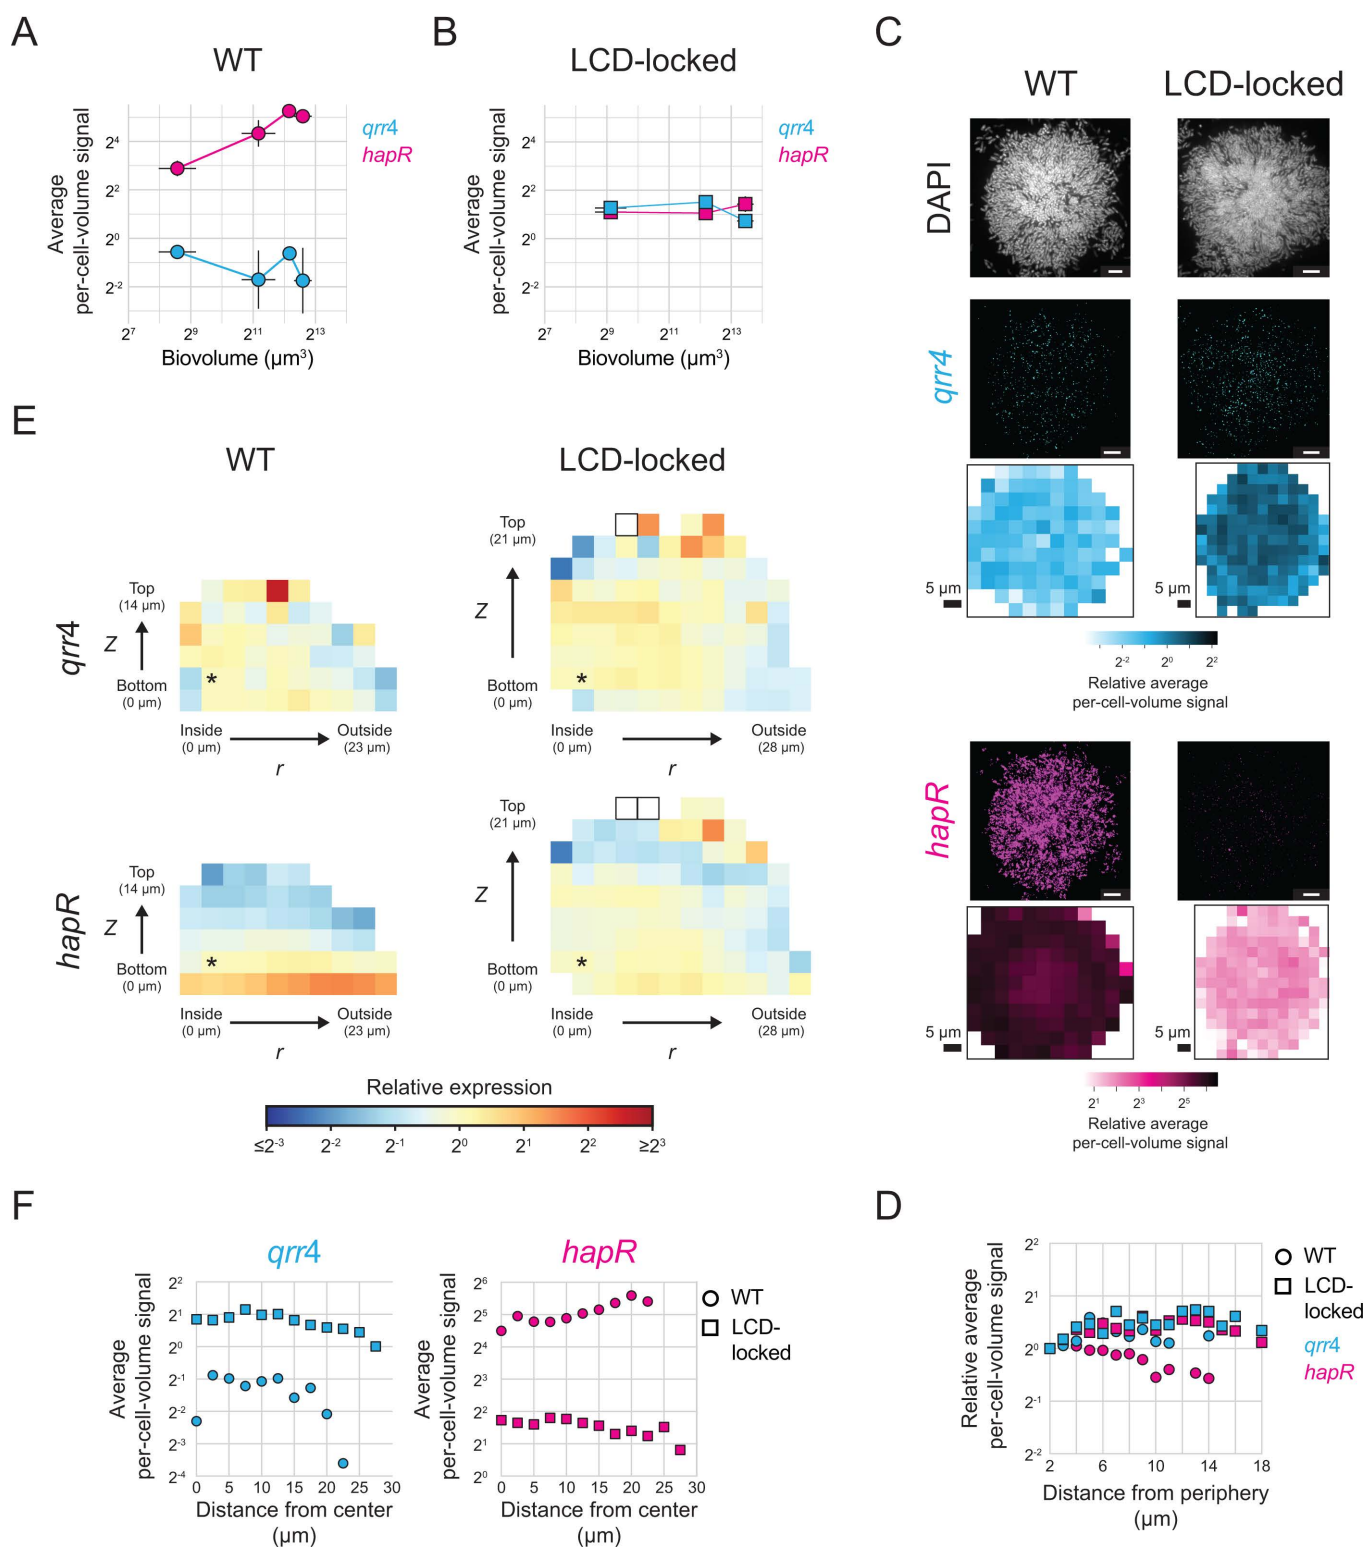 A
WT
Average
per-cell-volume signal
2⁴
2²
2⁰
2⁻²
2⁷
2⁹
2¹¹
2¹³
Biovolume (µm³)
qrr4
hapR
B
LCD-locked
Average
per-cell-volume signal
2⁴
2²
2⁰
2⁻²
2⁷
2⁹
2¹¹
2¹³
Biovolume (µm³)
qrr4
hapR
C
WT
LCD-locked
DAPI
qrr4
5 µm
5 µm
2⁻²
2⁰
2²
Relative average
per-cell-volume signal
hapR
5 µm
5 µm
2¹
2³
2⁵
Relative average
per-cell-volume signal
E
WT
LCD-locked
qrr4
Top
(14 µm)
Z
Bottom
(0 µm)
*
Inside
(0 µm)
Outside
(23 µm)
r
Top
(21 µm)
Z
Bottom
(0 µm)
*
Inside
(0 µm)
Outside
(28 µm)
r
hapR
Top
(14 µm)
Z
Bottom
(0 µm)
*
Inside
(0 µm)
Outside
(23 µm)
r
Top
(21 µm)
Z
Bottom
(0 µm)
*
Inside
(0 µm)
Outside
(28 µm)
r
Relative expression
≤2⁻³
2⁻²
2⁻¹
2⁰
2¹
2²
≥2³
F
qrr4
Average
per-cell-volume signal
2²
2¹
2⁰
2⁻¹
2⁻²
2⁻³
2⁻⁴
0 5 10 15 20 25 30
Distance from center
(µm)
hapR
Average
per-cell-volume signal
2⁶
2⁵
2⁴
2³
2²
2¹
2⁰
0 5 10 15 20 25 30
Distance from center
(µm)
WT
LCD-
locked
D
Relative average
per-cell-volume signal
2²
2¹
2⁰
2⁻¹
2⁻²
2 6 10 14 18
Distance from periphery
(µm)
WT
LCD-
locked
qrr4
hapR